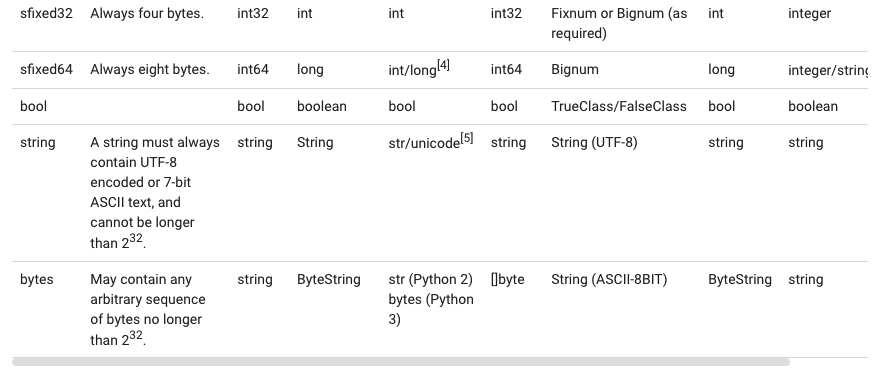 sfixed32 Always four bytes. int32 int int int32 Fixnum or Bignum (as int integer
required)
sfixed64 Always eight bytes. int64 long int/long[4] int64 Bignum long integer/string
bool bool boolean bool bool TrueClass/FalseClass bool boolean
string A string must always string String str/unicode[5] string String (UTF-8) string string
contain UTF-8
encoded or 7-bit
ASCII text, and
cannot be longer
than 2^32.
bytes May contain any string ByteString str (Python 2) []byte String (ASCII-8BIT) ByteString string
arbitrary sequence bytes (Python
of bytes no longer 3)
than 2^32.